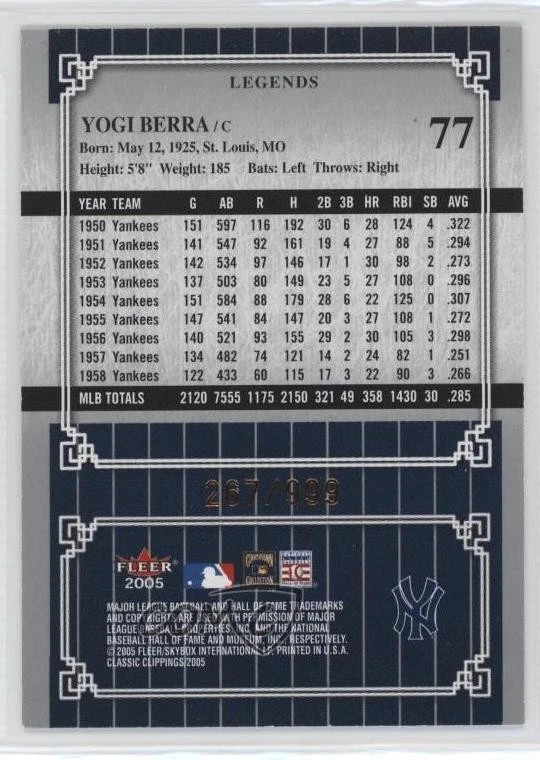 LEGENDS
YOGI BERRA / C 77
Born: May 12, 1925, St. Louis, MO
Height: 5'8" Weight: 185 Bats: Left Throws: Right
YEAR TEAM G AB R H 2B 3B HR RBI SB AVG
1950 Yankees 151 597 116 192 30 6 28 124 4 .322
1951 Yankees 141 547 92 161 19 4 27 88 5 .294
1952 Yankees 142 534 97 146 17 1 30 98 2 .273
1953 Yankees 137 503 80 149 23 5 27 108 0 .296
1954 Yankees 151 584 88 179 28 6 22 125 0 .307
1955 Yankees 147 541 84 147 20 3 27 108 1 .272
1956 Yankees 140 521 93 155 29 2 30 105 3 .298
1957 Yankees 134 482 74 121 14 2 24 82 1 .251
1958 Yankees 122 433 60 115 17 3 22 90 3 .266
MLB TOTALS 2120 7555 1175 2150 321 49 358 1430 30 .285
267/999
FLEER
2005
COOPERSTOWN
COLLECTION
HALL OF FAME
NY
MAJOR LEAGUE BASEBALL AND HALL OF FAME TRADEMARKS
AND COPYRIGHTS ARE USED WITH PERMISSION OF MAJOR
LEAGUE BASEBALL PROPERTIES, INC. AND THE NATIONAL
BASEBALL HALL OF FAME AND MUSEUM, INC., RESPECTIVELY.
© 2005 FLEER/SKYBOX INTERNATIONAL LP. PRINTED IN U.S.A.
CLASSIC CLIPPINGS 2005